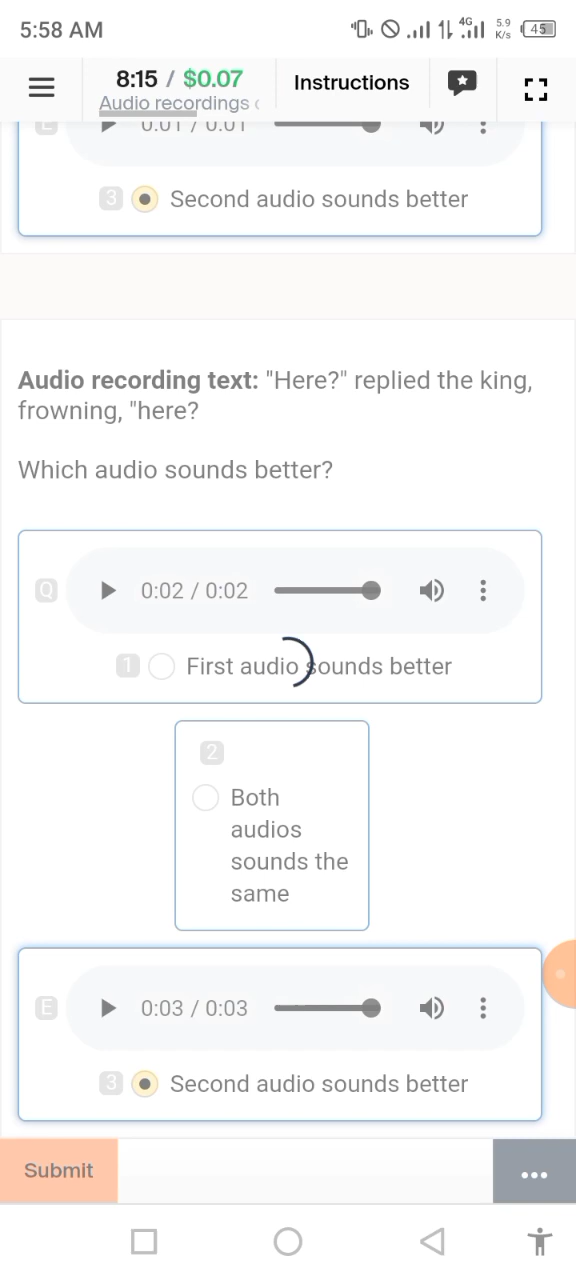 5:58 AM
4G
5.9
K/s
45
8:15 / $0.07
Audio recordings
Instructions
E
0:01 / 0:01
3
Second audio sounds better
Audio recording text: "Here?" replied the king,
frowning, "here?
Which audio sounds better?
Q
0:02 / 0:02
1
First audio sounds better
2
Both
audios
sounds the
same
E
0:03 / 0:03
3
Second audio sounds better
Submit
...